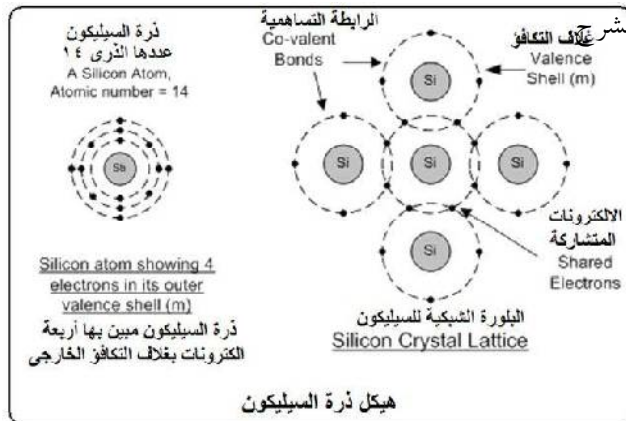 ذرة السيليكون
عددها الذرى ١٤
A Silicon Atom,
Atomic number = 14
Silicon atom showing 4
electrons in its outer
valence shell (m)
ذرة السيليكون مبين بها أربعة
الكترونات بغلاف التكافؤ الخارجى
الرابطة التساهمية
Co-valent
Bonds
يشرح
غلاف التكافؤ
Valence
Shell (m)
Si
Si
Si
Si
Si
الالكترونات
المتشاركة
Shared
Electrons
البلورة الشبكية للسيليكون
Silicon Crystal Lattice
هيكل ذرة السيليكون